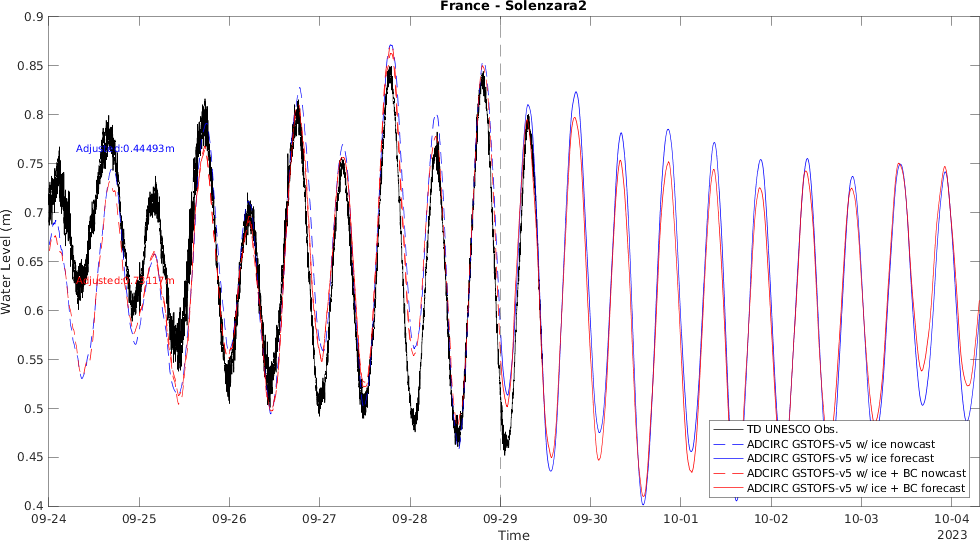 France - Solenzara2
0.9
0.85
0.8
0.75
0.7
0.65
0.6
0.55
0.5
0.45
0.4
Water Level (m)
Adjusted:0.44493m
TD UNESCO Obs.
ADCIRC GSTOFS-v5 w/ ice nowcast
ADCIRC GSTOFS-v5 w/ ice forecast
ADCIRC GSTOFS-v5 w/ ice + BC nowcast
ADCIRC GSTOFS-v5 w/ ice + BC forecast
09-24 09-25 09-26 09-27 09-28 09-29 09-30 10-01 10-02 10-03 10-04
Time
2023